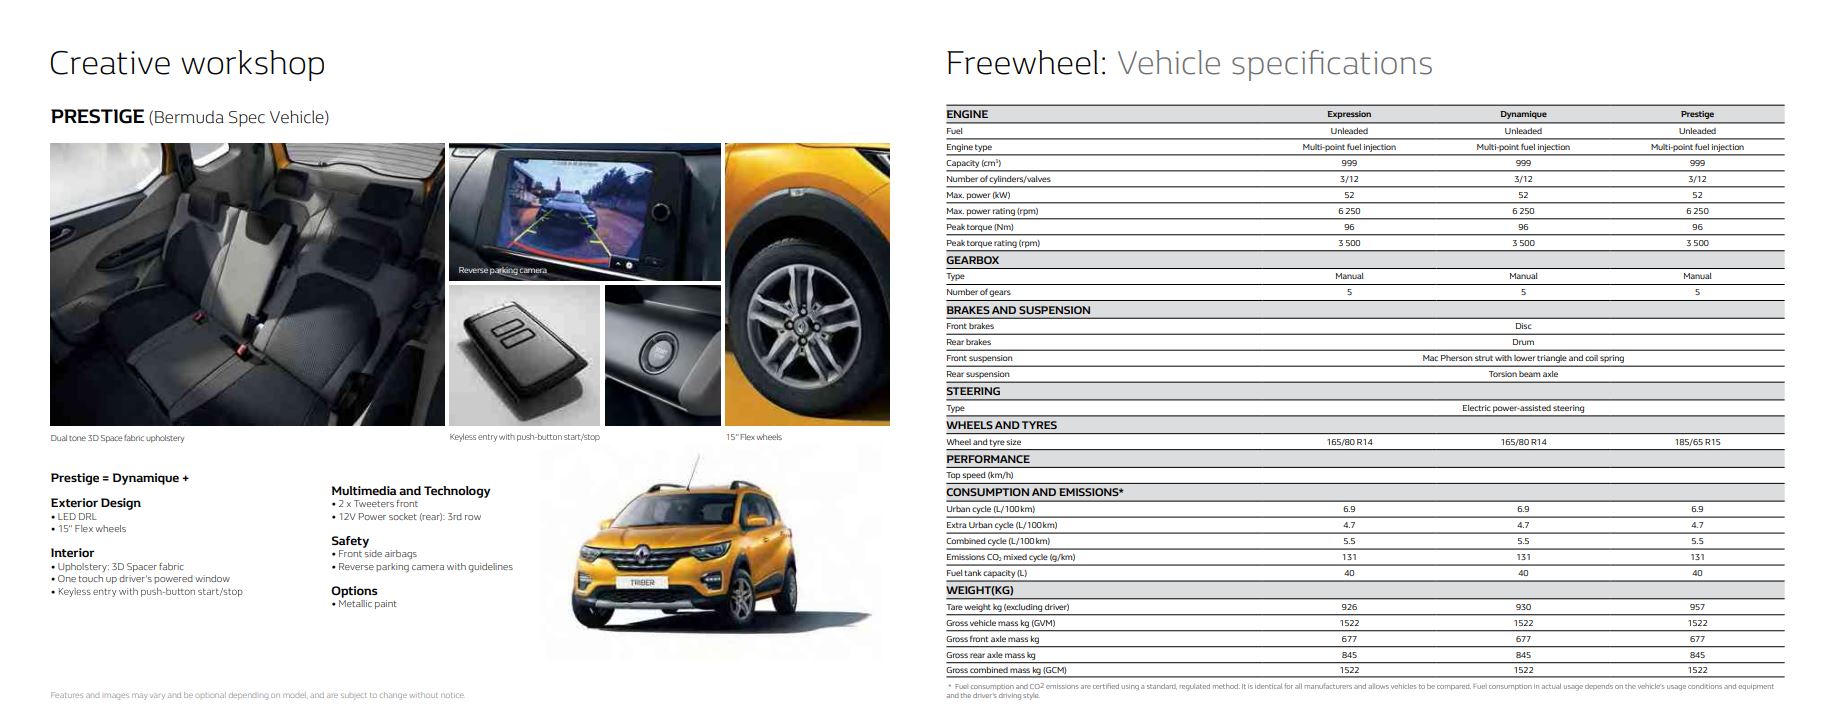 Creative workshop
PRESTIGE (Bermuda Spec Vehicle)
Reverse parking camera
Dual tone 3D Space fabric upholstery
Keyless entry with push-button start/stop
15" Flex wheels
Prestige = Dynamique +
Exterior Design
• LED DRL
• 15" Flex wheels
Interior
• Upholstery: 3D Spacer fabric
• One touch up driver's powered window
• Keyless entry with push-button start/stop
Multimedia and Technology
• 2 x Tweeters front
• 12V Power socket (rear): 3rd row
Safety
• Front side airbags
• Reverse parking camera with guidelines
Options
• Metallic paint
TRIBER
Features and images may vary and be optional depending on model, and are subject to change without notice.
Freewheel: Vehicle specifications
ENGINE Expression Dynamique Prestige
Fuel Unleaded Unleaded Unleaded
Engine type Multi-point fuel injection Multi-point fuel injection Multi-point fuel injection
Capacity (cm³) 999 999 999
Number of cylinders/valves 3/12 3/12 3/12
Max. power (kW) 52 52 52
Max. power rating (rpm) 6 250 6 250 6 250
Peak torque (Nm) 96 96 96
Peak torque rating (rpm) 3 500 3 500 3 500
GEARBOX
Type Manual Manual Manual
Number of gears 5 5 5
BRAKES AND SUSPENSION
Front brakes Disc
Rear brakes Drum
Front suspension Mac Pherson strut with lower triangle and coil spring
Rear suspension Torsion beam axle
STEERING
Type Electric power-assisted steering
WHEELS AND TYRES
Wheel and tyre size 165/80 R14 165/80 R14 185/65 R15
PERFORMANCE
Top speed (km/h)
CONSUMPTION AND EMISSIONS*
Urban cycle (L/100km) 6.9 6.9 6.9
Extra Urban cycle (L/100km) 4.7 4.7 4.7
Combined cycle (L/100km) 5.5 5.5 5.5
Emissions CO₂ mixed cycle (g/km) 131 131 131
Fuel tank capacity (L) 40 40 40
WEIGHT(KG)
Tare weight kg (excluding driver) 926 930 957
Gross vehicle mass kg (GVM) 1522 1522 1522
Gross front axle mass kg 677 677 677
Gross rear axle mass kg 845 845 845
Gross combined mass kg (GCM) 1522 1522 1522
* Fuel consumption and CO2 emissions are certified using a standard, regulated method. It is identical for all manufacturers and allows vehicles to be compared. Fuel consumption in actual usage depends on the vehicle's usage conditions and equipment
and the driver's driving style.